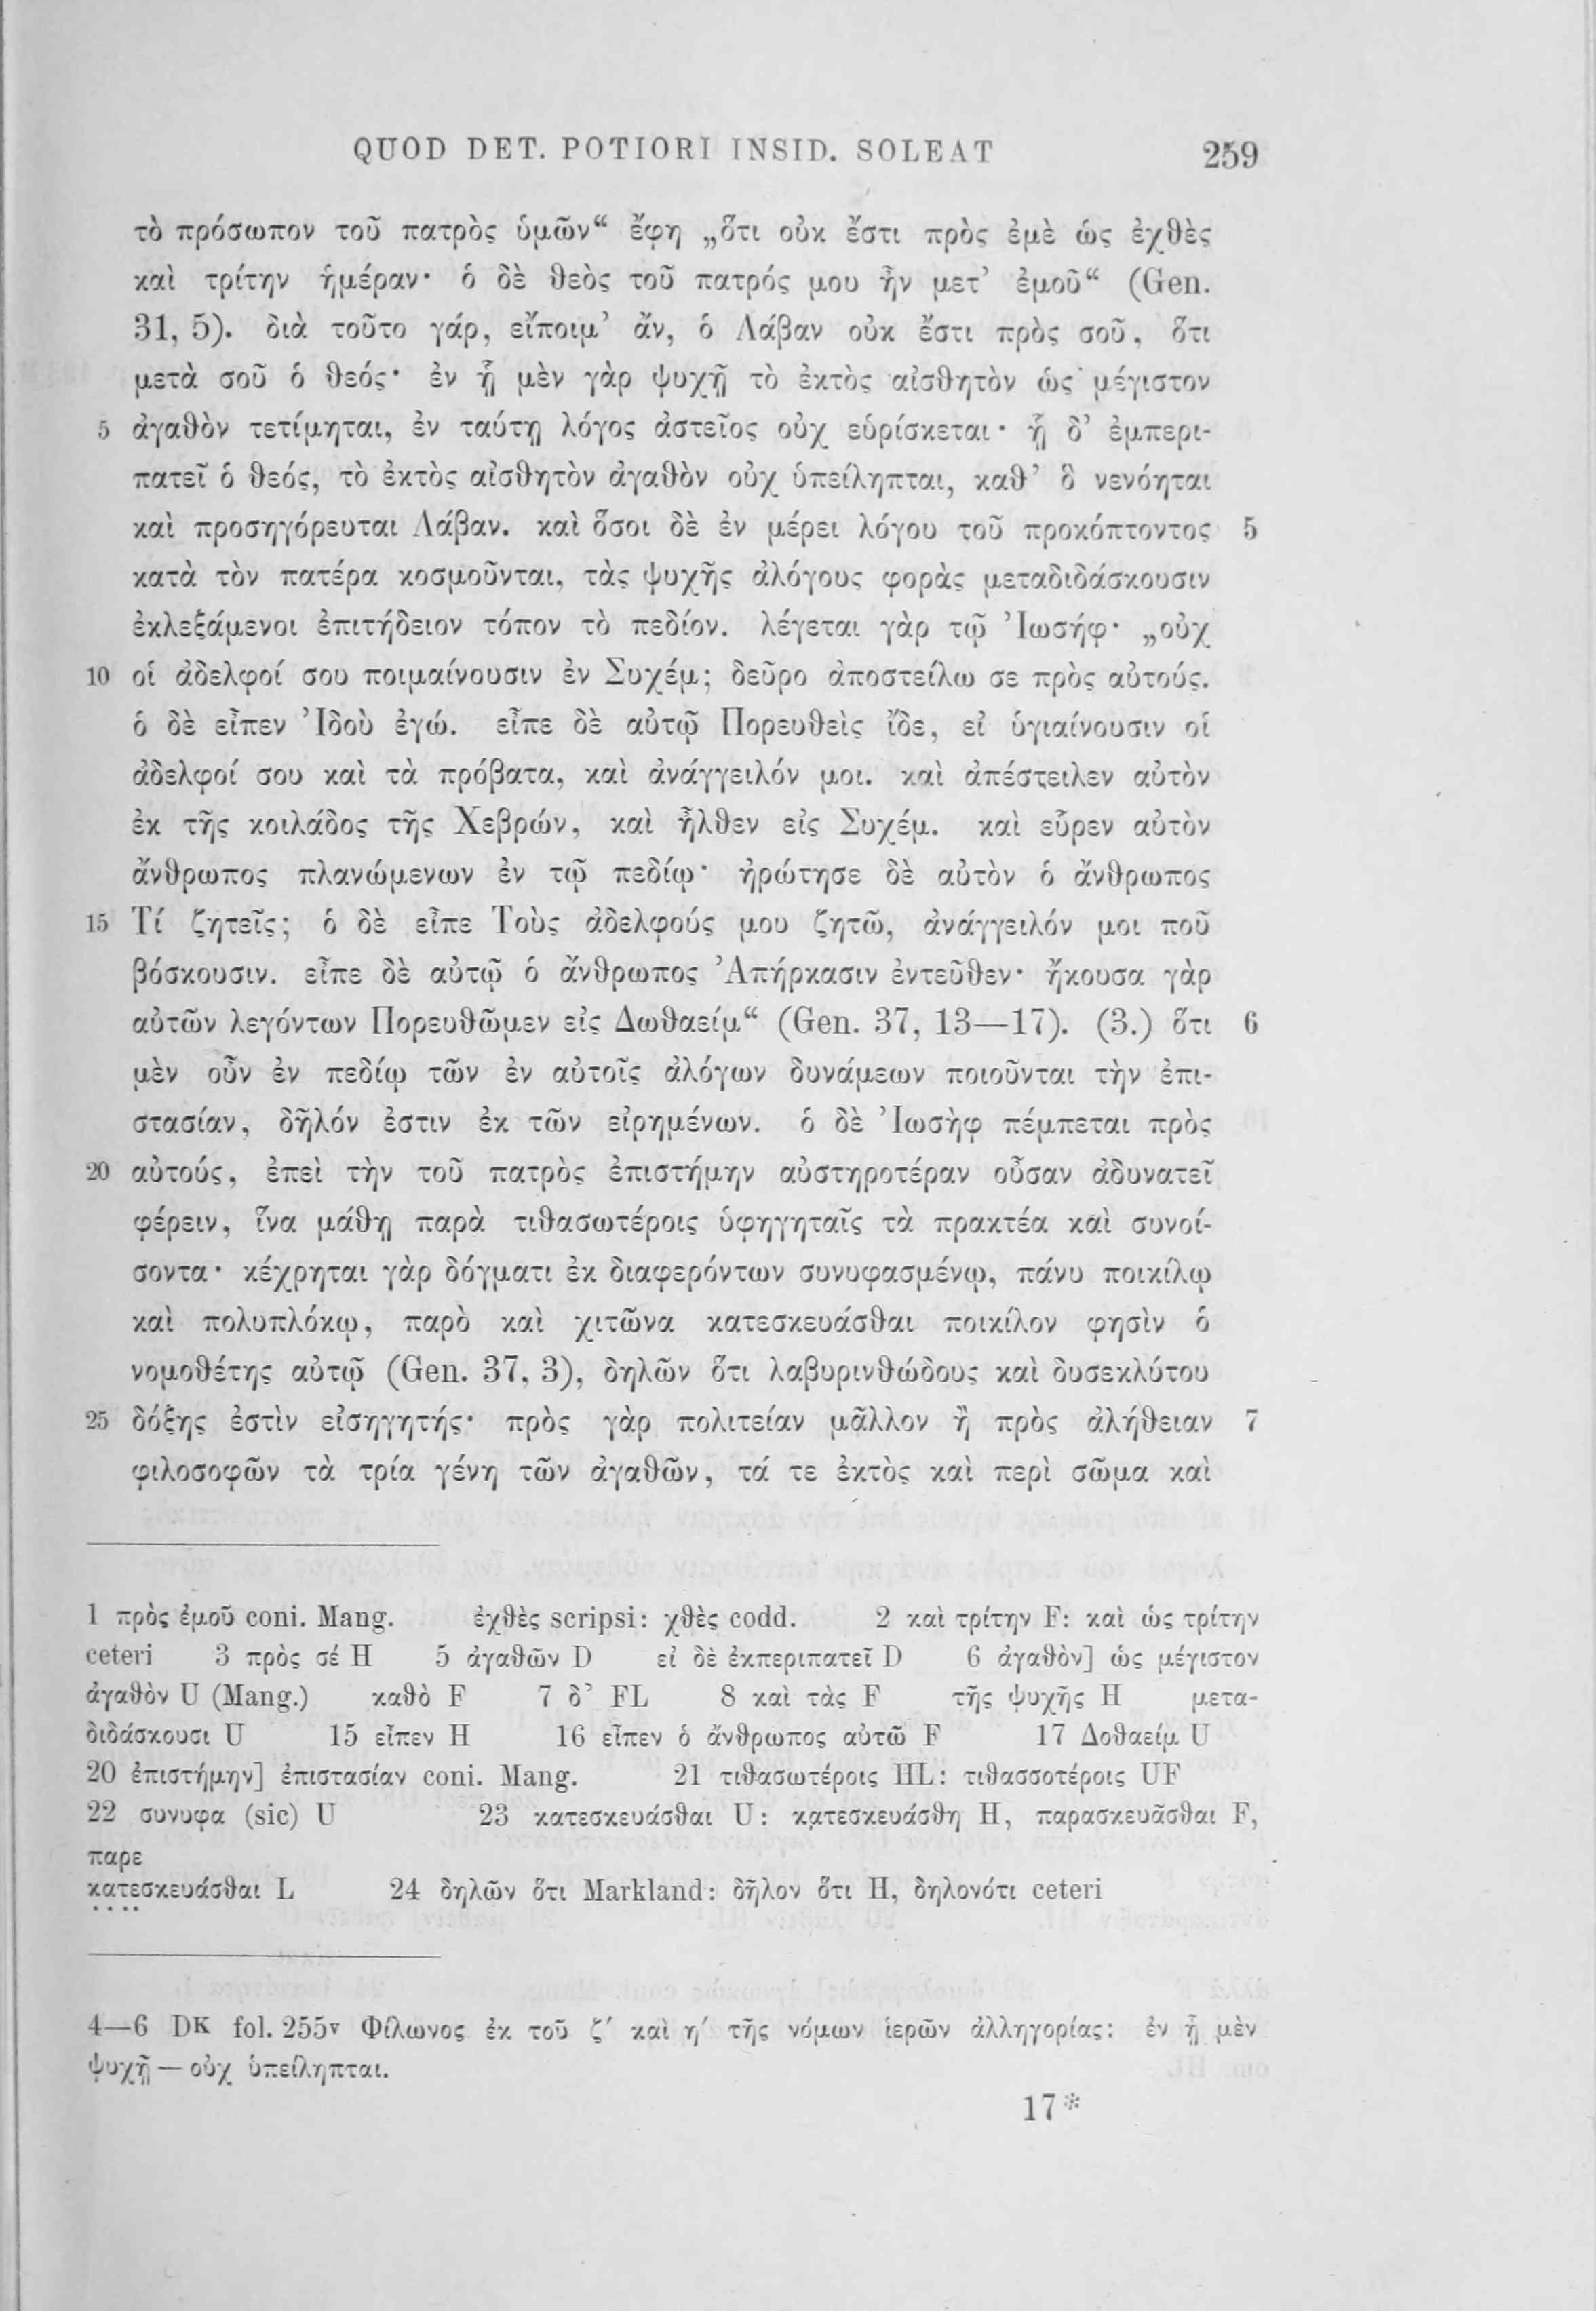 QUOD DET. POTIORI INSID. SOLEAT 259
τὸ πρόσωπον τοῦ πατρὸς ὑμῶν“ ἔφη „ὅτι οὐκ ἔστι πρὸς ἐμὲ ὡς ἐχθὲς
καὶ τρίτην ἡμέραν· ὁ δὲ θεὸς τοῦ πατρός μου ἦν μετ’ ἐμοῦ“ (Gen.
31, 5). διὰ τοῦτο γάρ, εἴποιμ’ ἄν, ὁ Λάβαν οὐκ ἔστι πρὸς σοῦ, ὅτι
μετὰ σοῦ ὁ θεός· ἐν ᾗ μὲν γὰρ ψυχῇ τὸ ἐκτὸς αἰσθητὸν ὡς μέγιστον
5 ἀγαθὸν τετίμηται, ἐν ταύτῃ λόγος ἀστεῖος οὐχ εὑρίσκεται· ᾗ δ’ ἐμπερι-
πατεῖ ὁ θεός, τὸ ἐκτὸς αἰσθητὸν ἀγαθὸν οὐχ ὑπείληπται, καθ’ ὃ νενόηται
καὶ προσηγόρευται Λάβαν. καὶ ὅσοι δὲ ἐν μέρει λόγου τοῦ προκόπτοντος 5
κατὰ τὸν πατέρα κοσμοῦνται, τὰς ψυχῆς ἀλόγους φορὰς μεταδιδάσκουσιν
ἐκλεξάμενοι ἐπιτήδειον τόπον τὸ πεδίον. λέγεται γὰρ τῷ Ἰωσήφ· „οὐχ
10 οἱ ἀδελφοί σου ποιμαίνουσιν ἐν Συχέμ; δεῦρο ἀποστείλω σε πρὸς αὐτούς.
ὁ δὲ εἶπεν Ἰδοὺ ἐγώ. εἶπε δὲ αὐτῷ Πορευθεὶς ἴδε, εἰ ὑγιαίνουσιν οἱ
ἀδελφοί σου καὶ τὰ πρόβατα, καὶ ἀνάγγειλόν μοι. καὶ ἀπέστειλεν αὐτὸν
ἐκ τῆς κοιλάδος τῆς Χεβρών, καὶ ἦλθεν εἰς Συχέμ. καὶ εὗρεν αὐτὸν
ἄνθρωπος πλανώμενων ἐν τῷ πεδίῳ· ἠρώτησε δὲ αὐτὸν ὁ ἄνθρωπος
15 Τί ζητεῖς; ὁ δὲ εἶπε Τοὺς ἀδελφούς μου ζητῶ, ἀνάγγειλόν μοι ποῦ
βόσκουσιν. εἶπε δὲ αὐτῷ ὁ ἄνθρωπος Ἀπήρκασιν ἐντεῦθεν· ἤκουσα γὰρ
αὐτῶν λεγόντων Πορευθῶμεν εἰς Δωθαείμ“ (Gen. 37, 13—17). (3.) ὅτι 6
μὲν οὖν ἐν πεδίῳ τῶν ἐν αὐτοῖς ἀλόγων δυνάμεων ποιοῦνται τὴν ἐπι-
στασίαν, δῆλόν ἐστιν ἐκ τῶν εἰρημένων. ὁ δὲ Ἰωσὴφ πέμπεται πρὸς
20 αὐτούς, ἐπεὶ τὴν τοῦ πατρὸς ἐπιστήμην αὐστηροτέραν οὖσαν ἀδυνατεῖ
φέρειν, ἵνα μάθῃ παρὰ τιθασωτέροις ὑφηγηταῖς τὰ πρακτέα καὶ συνοί-
σοντα· κέχρηται γὰρ δόγματι ἐκ διαφερόντων συνυφασμένῳ, πάνυ ποικίλῳ
καὶ πολυπλόκῳ, παρὸ καὶ χιτῶνα κατεσκευάσθαι ποικίλον φησὶν ὁ
νομοθέτης αὐτῷ (Gen. 37, 3), δηλῶν ὅτι λαβυρινθώδους καὶ δυσεκλύτου
25 δόξης ἐστὶν εἰσηγητής· πρὸς γὰρ πολιτείαν μᾶλλον ἢ πρὸς ἀλήθειαν 7
φιλοσοφῶν τὰ τρία γένη τῶν ἀγαθῶν, τά τε ἐκτὸς καὶ περὶ σῶμα καὶ
1 πρὸς ἐμοῦ coni. Mang. ἐχθὲς scripsi: χθὲς codd. 2 καὶ τρίτην F: καὶ ὡς τρίτην
ceteri 3 πρὸς σέ H 5 ἀγαθῶν D εἰ δὲ ἐκπεριπατεῖ D 6 ἀγαθὸν] ὡς μέγιστον
ἀγαθὸν U (Mang.) καθὸ F 7 δ’ FL 8 καὶ τὰς F τῆς ψυχῆς H μετα-
διδάσκουσι U 15 εἶπεν H 16 εἶπεν ὁ ἄνθρωπος αὐτῶ F 17 Δοθαείμ U
20 ἐπιστήμην] ἐπιστασίαν coni. Mang. 21 τιθασωτέροις HL: τιθασσοτέροις UF
22 συνυφα (sic) U 23 κατεσκευάσθαι U: κατεσκευάσθη H, παρασκευᾶσθαι F,
παρε
κατεσκευάσθαι L 24 δηλῶν ὅτι Markland: δῆλον ὅτι H, δηλονότι ceteri
4—6 DK fol. 255v Φίλωνος ἐκ τοῦ ζ′ καὶ η′ τῆς νόμων ἱερῶν ἀλληγορίας: ἐν ᾗ μὲν
ψυχῇ — οὐχ ὑπείληπται.
17*